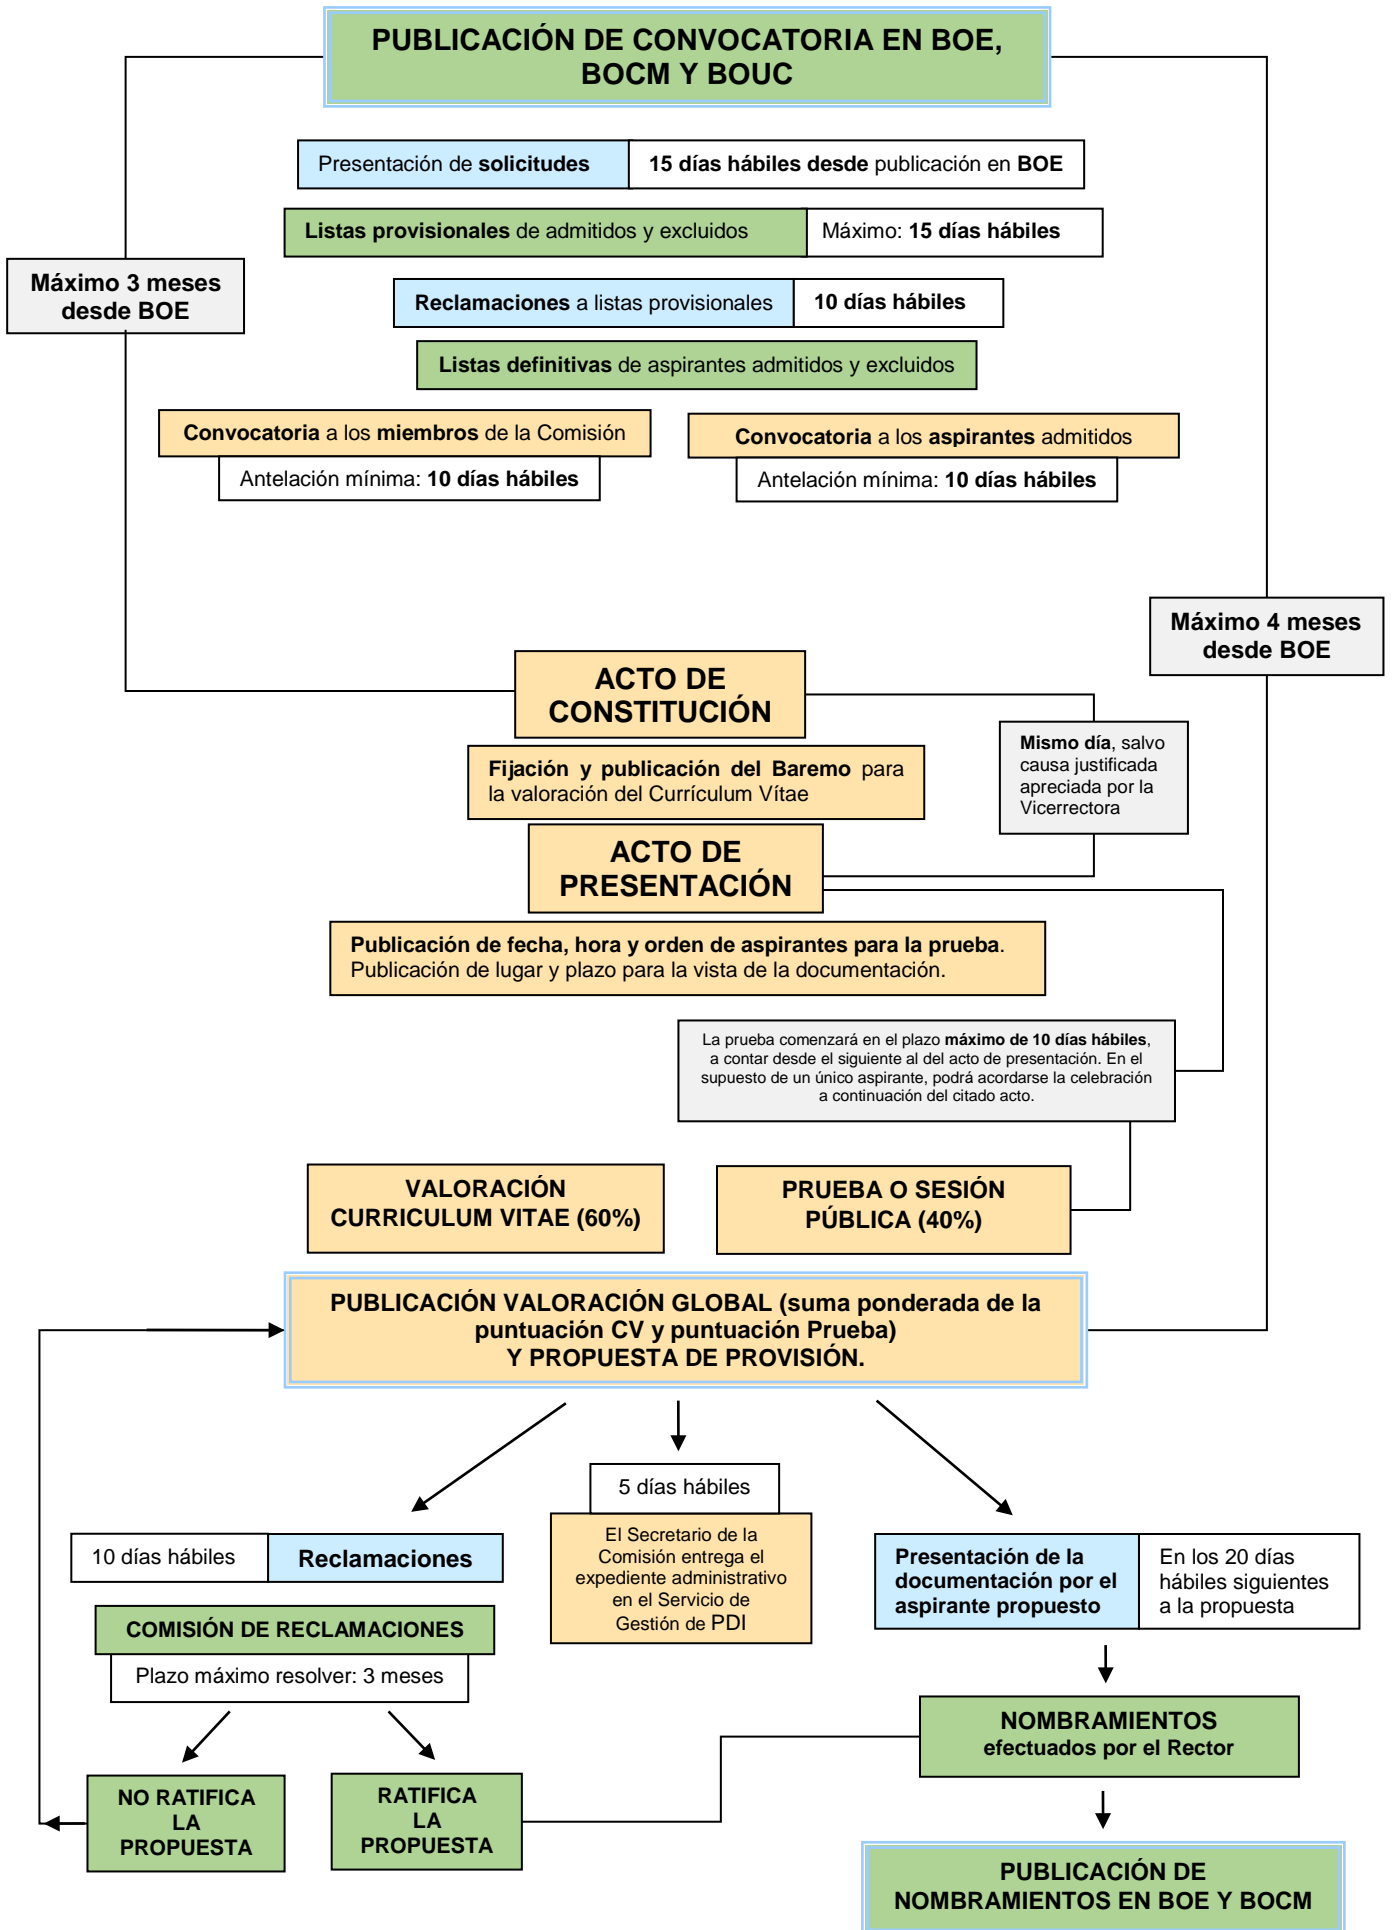 PUBLICACIÓN DE CONVOCATORIA EN BOE,
BOCM Y BOUC
Presentación de solicitudes
15 días hábiles desde publicación en BOE
Listas provisionales de admitidos y excluidos
Máximo: 15 días hábiles
Máximo 3 meses
desde BOE
Reclamaciones a listas provisionales
10 días hábiles
Listas definitivas de aspirantes admitidos y excluidos
Convocatoria a los miembros de la Comisión
Antelación mínima: 10 días hábiles
Convocatoria a los aspirantes admitidos
Antelación mínima: 10 días hábiles
Máximo 4 meses
desde BOE
ACTO DE
CONSTITUCIÓN
Mismo día, salvo
causa justificada
apreciada por la
Vicerrectora
Fijación y publicación del Baremo para
la valoración del Currículum Vítae
ACTO DE
PRESENTACIÓN
Publicación de fecha, hora y orden de aspirantes para la prueba.
Publicación de lugar y plazo para la vista de la documentación.
La prueba comenzará en el plazo máximo de 10 días hábiles,
a contar desde el siguiente al del acto de presentación. En el
supuesto de un único aspirante, podrá acordarse la celebración
a continuación del citado acto.
VALORACIÓN
CURRICULUM VITAE (60%)
PRUEBA O SESIÓN
PÚBLICA (40%)
PUBLICACIÓN VALORACIÓN GLOBAL (suma ponderada de la
puntuación CV y puntuación Prueba)
Y PROPUESTA DE PROVISIÓN.
10 días hábiles
Reclamaciones
COMISIÓN DE RECLAMACIONES
Plazo máximo resolver: 3 meses
NO RATIFICA
LA
PROPUESTA
RATIFICA
LA
PROPUESTA
5 días hábiles
El Secretario de la
Comisión entrega el
expediente administrativo
en el Servicio de
Gestión de PDI
Presentación de la
documentación por el
aspirante propuesto
En los 20 días
hábiles siguientes
a la propuesta
NOMBRAMIENTOS
efectuados por el Rector
PUBLICACIÓN DE
NOMBRAMIENTOS EN BOE Y BOCM